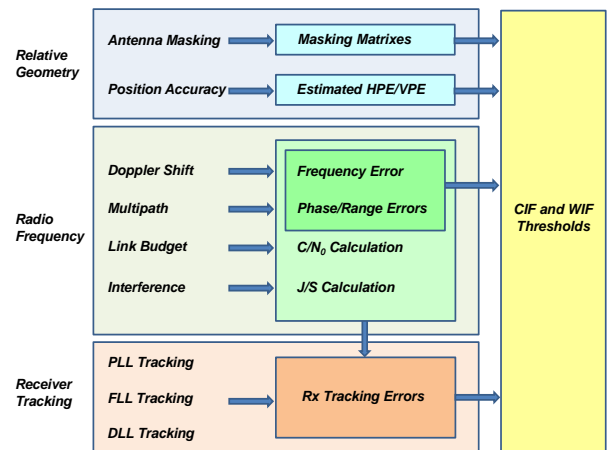 Antenna Masking
Masking Matrixes
Relative
Geometry
Position Accuracy
Estimated HPE/VPE
Doppler Shift
Frequency Error
Multipath
Phase/Range Errors
Radio
Frequency
Link Budget
C/N0 Calculation
Interference
J/S Calculation
CIF and WIF
Thresholds
PLL Tracking
Receiver
Tracking
FLL Tracking
Rx Tracking Errors
DLL Tracking